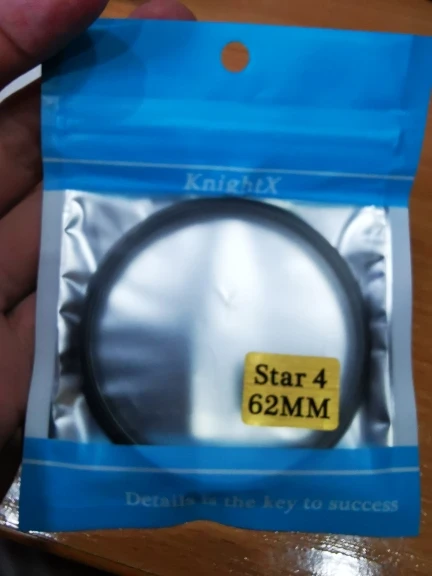 KnightX
Star 4
62MM
Details is the key to success